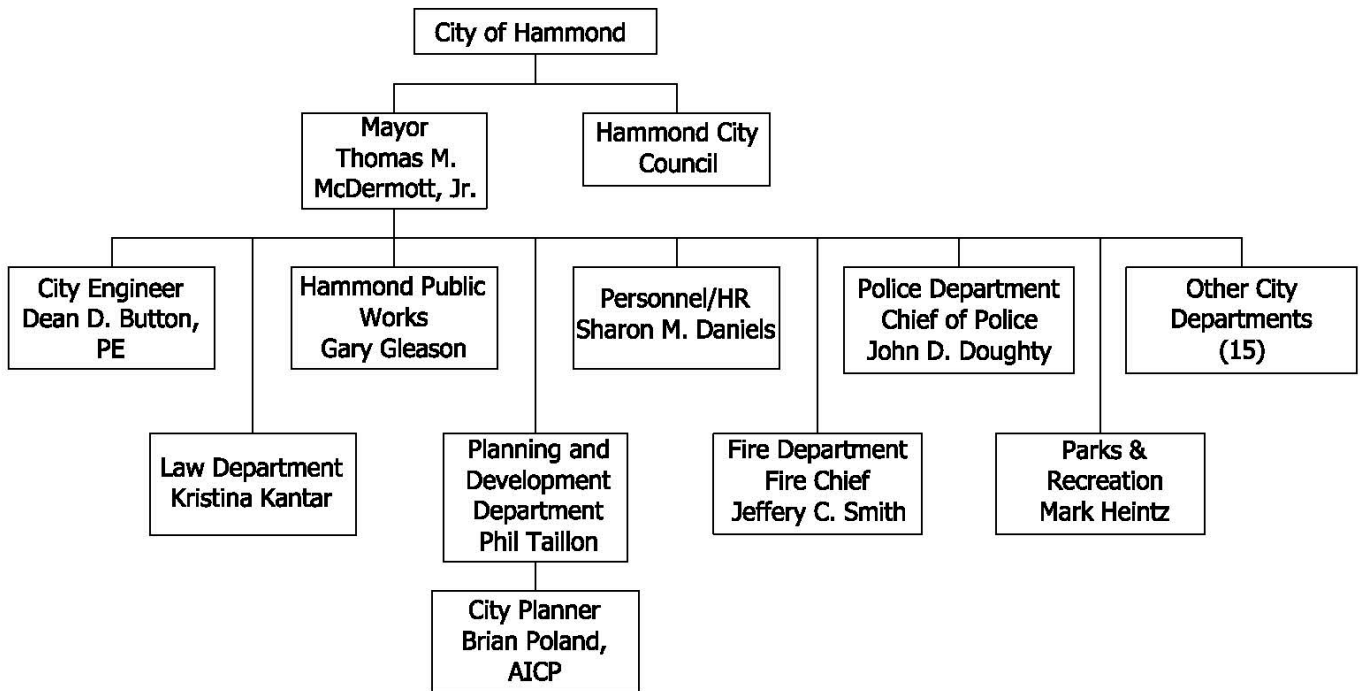 City of Hammond
Mayor
Thomas M.
McDermott, Jr.
Hammond City
Council
City Engineer
Dean D. Button,
PE
Hammond Public
Works
Gary Gleason
Personnel/HR
Sharon M. Daniels
Police Department
Chief of Police
John D. Doughty
Other City
Departments
(15)
Law Department
Kristina Kantar
Planning and
Development
Department
Phil Taillon
Fire Department
Fire Chief
Jeffery C. Smith
Parks &
Recreation
Mark Heintz
City Planner
Brian Poland,
AICP